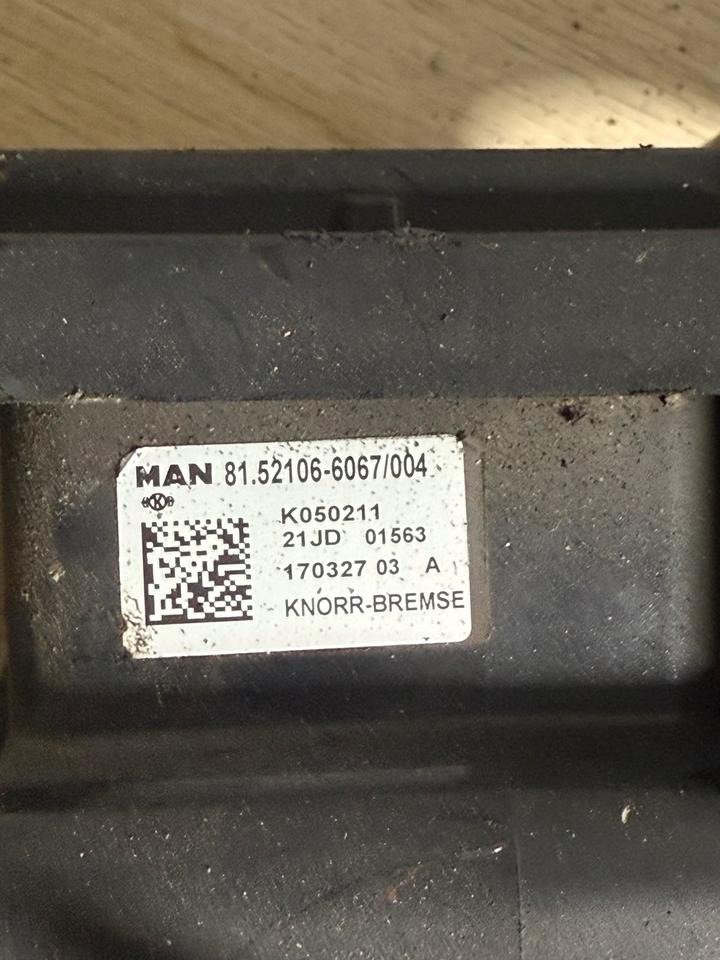 MAN 81.52106-6067/004
K
K050211
21JD 01563
170327 03 A
KNORR-BREMSE